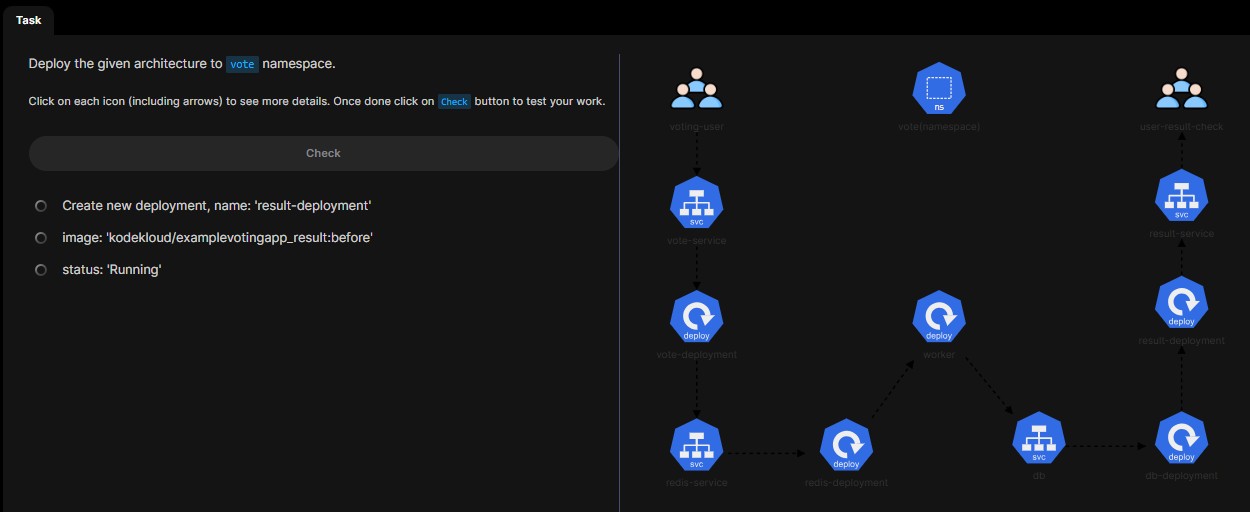 Task
Deploy the given architecture to vote namespace.
Click on each icon (including arrows) to see more details. Once done click on Check button to test your work.
Check
Create new deployment, name: 'result-deployment'
image: 'kodekloud/examplevotingapp_result:before'
status: 'Running'
voting-user
ns
vote(namespace)
user-result-check
svc
vote-service
svc
result-service
deploy
vote-deployment
deploy
worker
deploy
result-deployment
svc
redis-service
deploy
redis-deployment
svc
db
deploy
db-deployment